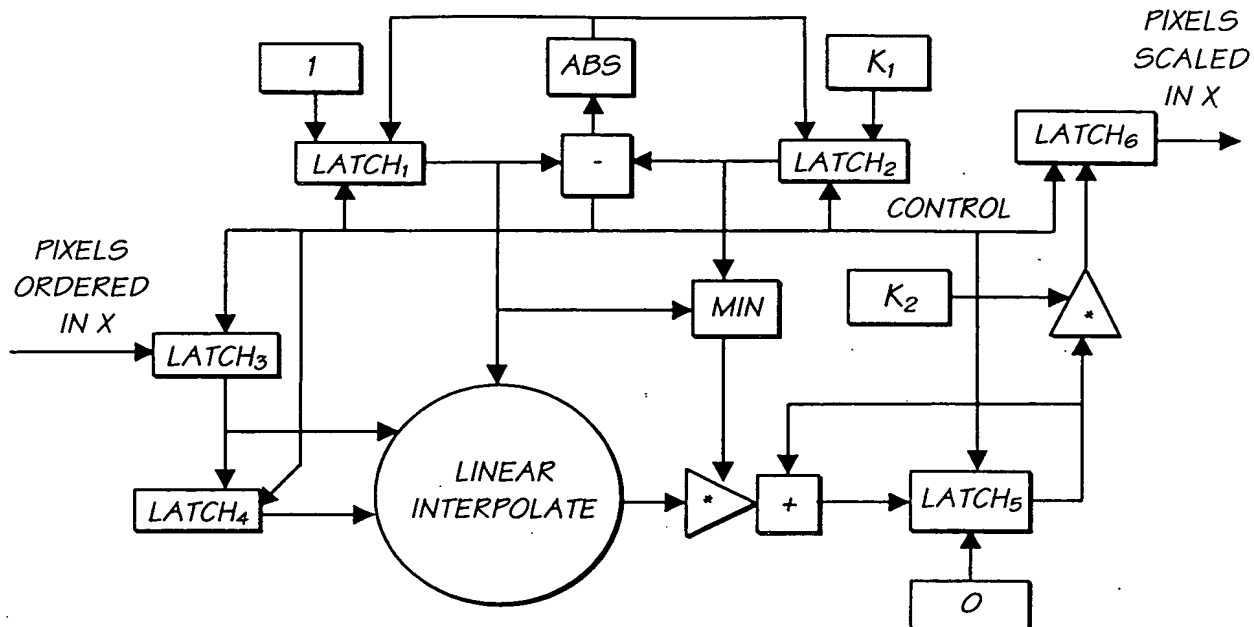 PIXELS
SCALED
IN X
1
ABS
K₁
LATCH₁
-
LATCH₂
LATCH₆
CONTROL
PIXELS
ORDERED
IN X
K₂
MIN
*
LATCH₃
LINEAR
INTERPOLATE
LATCH₄
*
+
LATCH₅
0